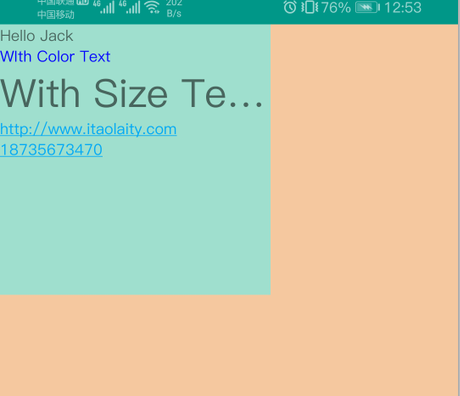 中国联通 HD 4G 4G 202
中国移动 B/s 76% 12:53
Hello Jack
WIth Color Text
With Size Te...
http://www.itaolaity.com
18735673470